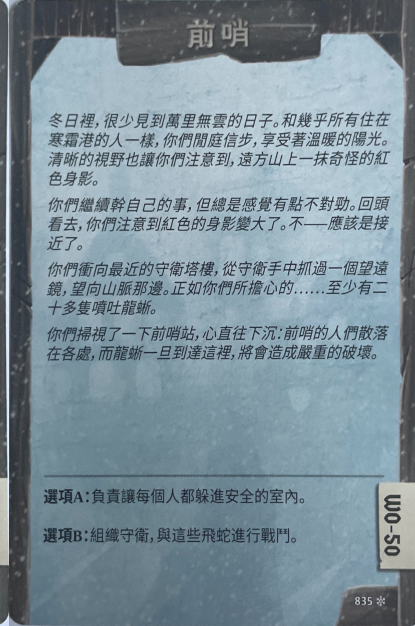 前哨
冬日裡，很少見到萬里無雲的日子。和幾乎所有住在
寒霜港的人一樣，你們閒庭信步，享受著溫暖的陽光。
清晰的視野也讓你們注意到，遠方山上一抹奇怪的紅
色身影。
你們繼續幹自己的事，但總是感覺有點不對勁。回頭
看去，你們注意到紅色的身影變大了。不——應該是接
近了。
你們衝向最近的守衛塔樓，從守衛手中抓過一個望遠
鏡，望向山脈那邊。正如你們所擔心的……至少有二
十多隻噴吐龍蜥。
你們掃視了一下前哨站，心直往下沉：前哨的人們散落
在各處，而龍蜥一旦到達這裡，將會造成嚴重的破壞。
選項A：負責讓每個人都躲進安全的室內。
選項B：組織守衛，與這些飛蛇進行戰鬥。
WO-50
835